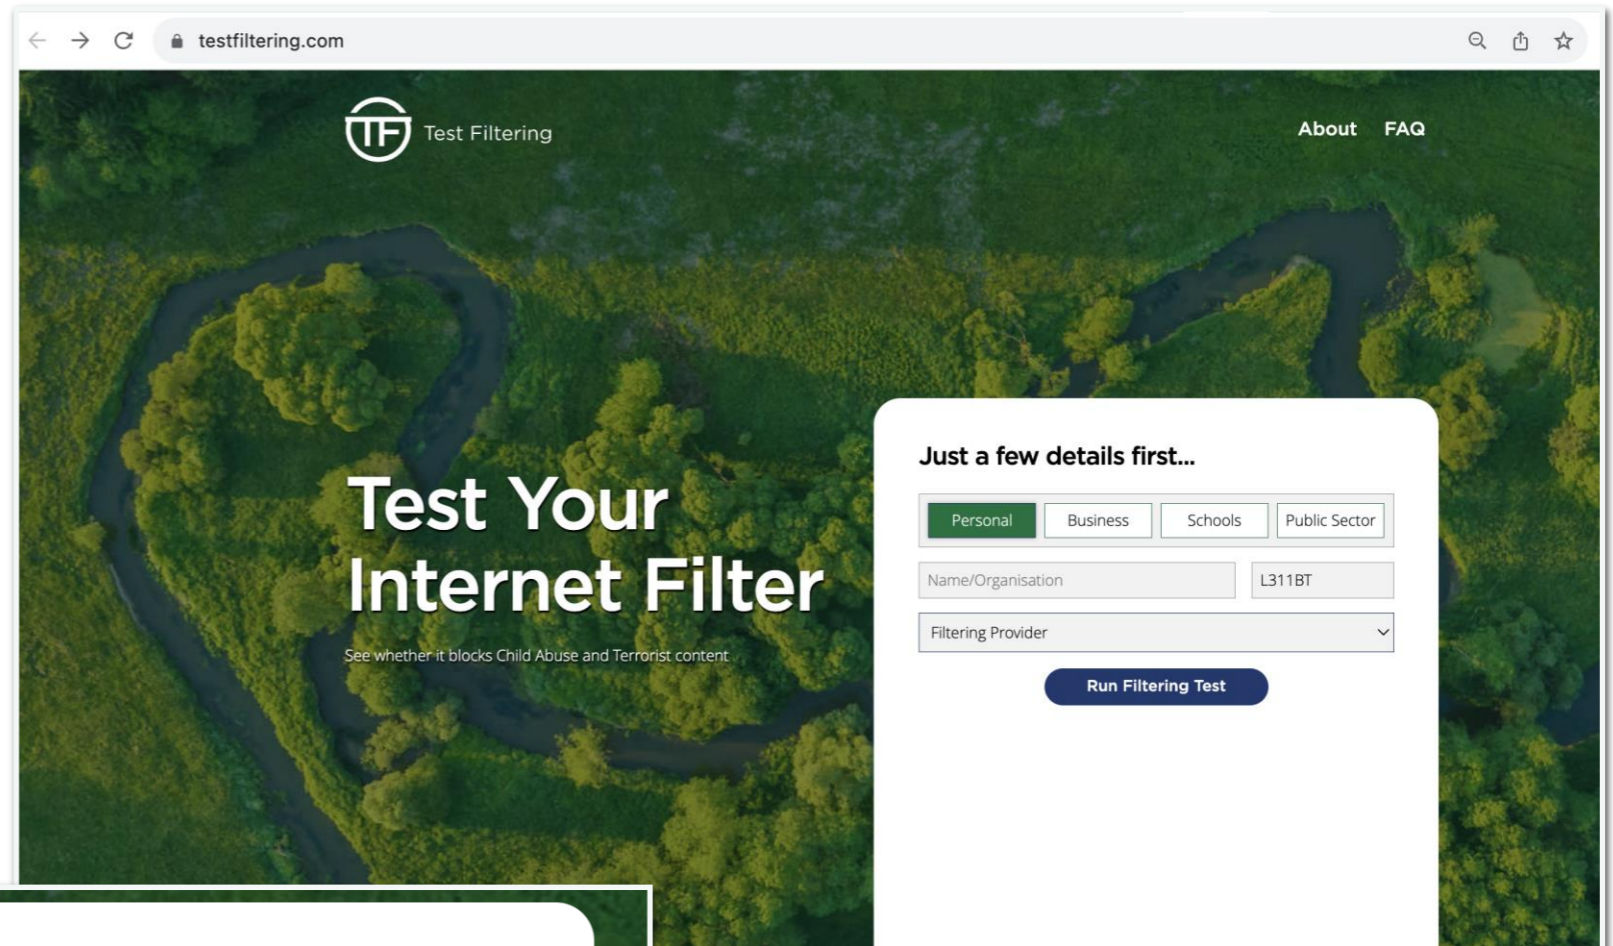 testfiltering.com
TF Test Filtering
About FAQ
Test Your
Internet Filter
See whether it blocks Child Abuse and Terrorist content
Just a few details first...
Personal Business Schools Public Sector
Name/Organisation L311BT
Filtering Provider
Run Filtering Test